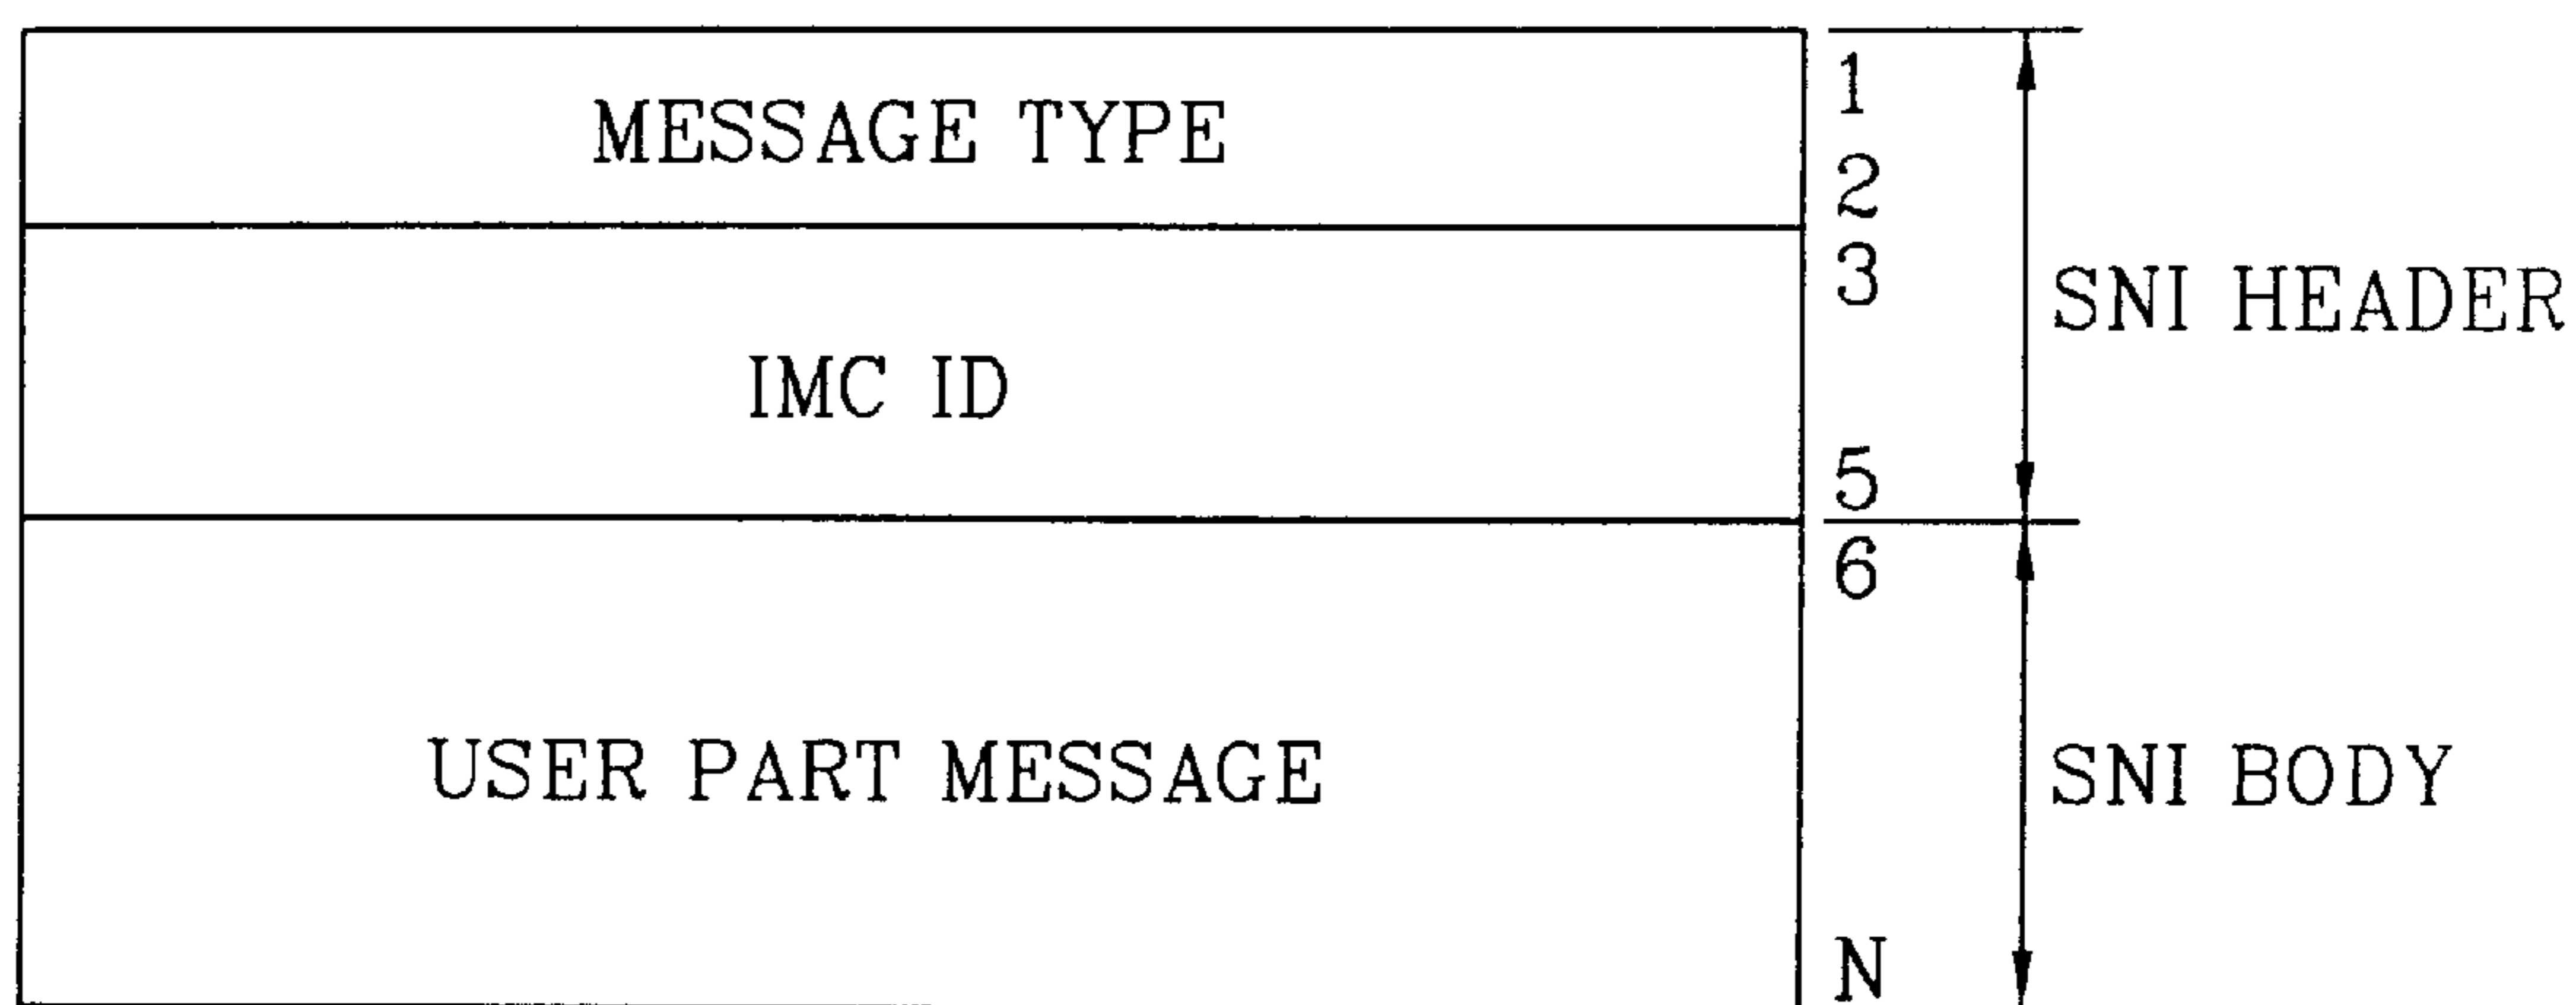 MESSAGE TYPE
1
2
IMC ID
3
5
SNI HEADER
USER PART MESSAGE
6
N
SNI BODY